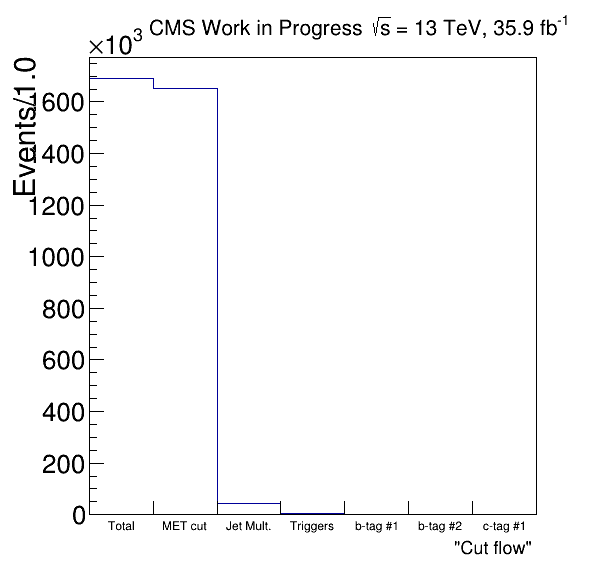 ×10³ CMS Work in Progress √s = 13 TeV, 35.9 fb⁻¹
Events/1.0
1600
1400
1200
1000
800
600
400
200
0
Total MET cut Jet Mult. Triggers b-tag #1 b-tag #2 c-tag #1
"Cut flow"